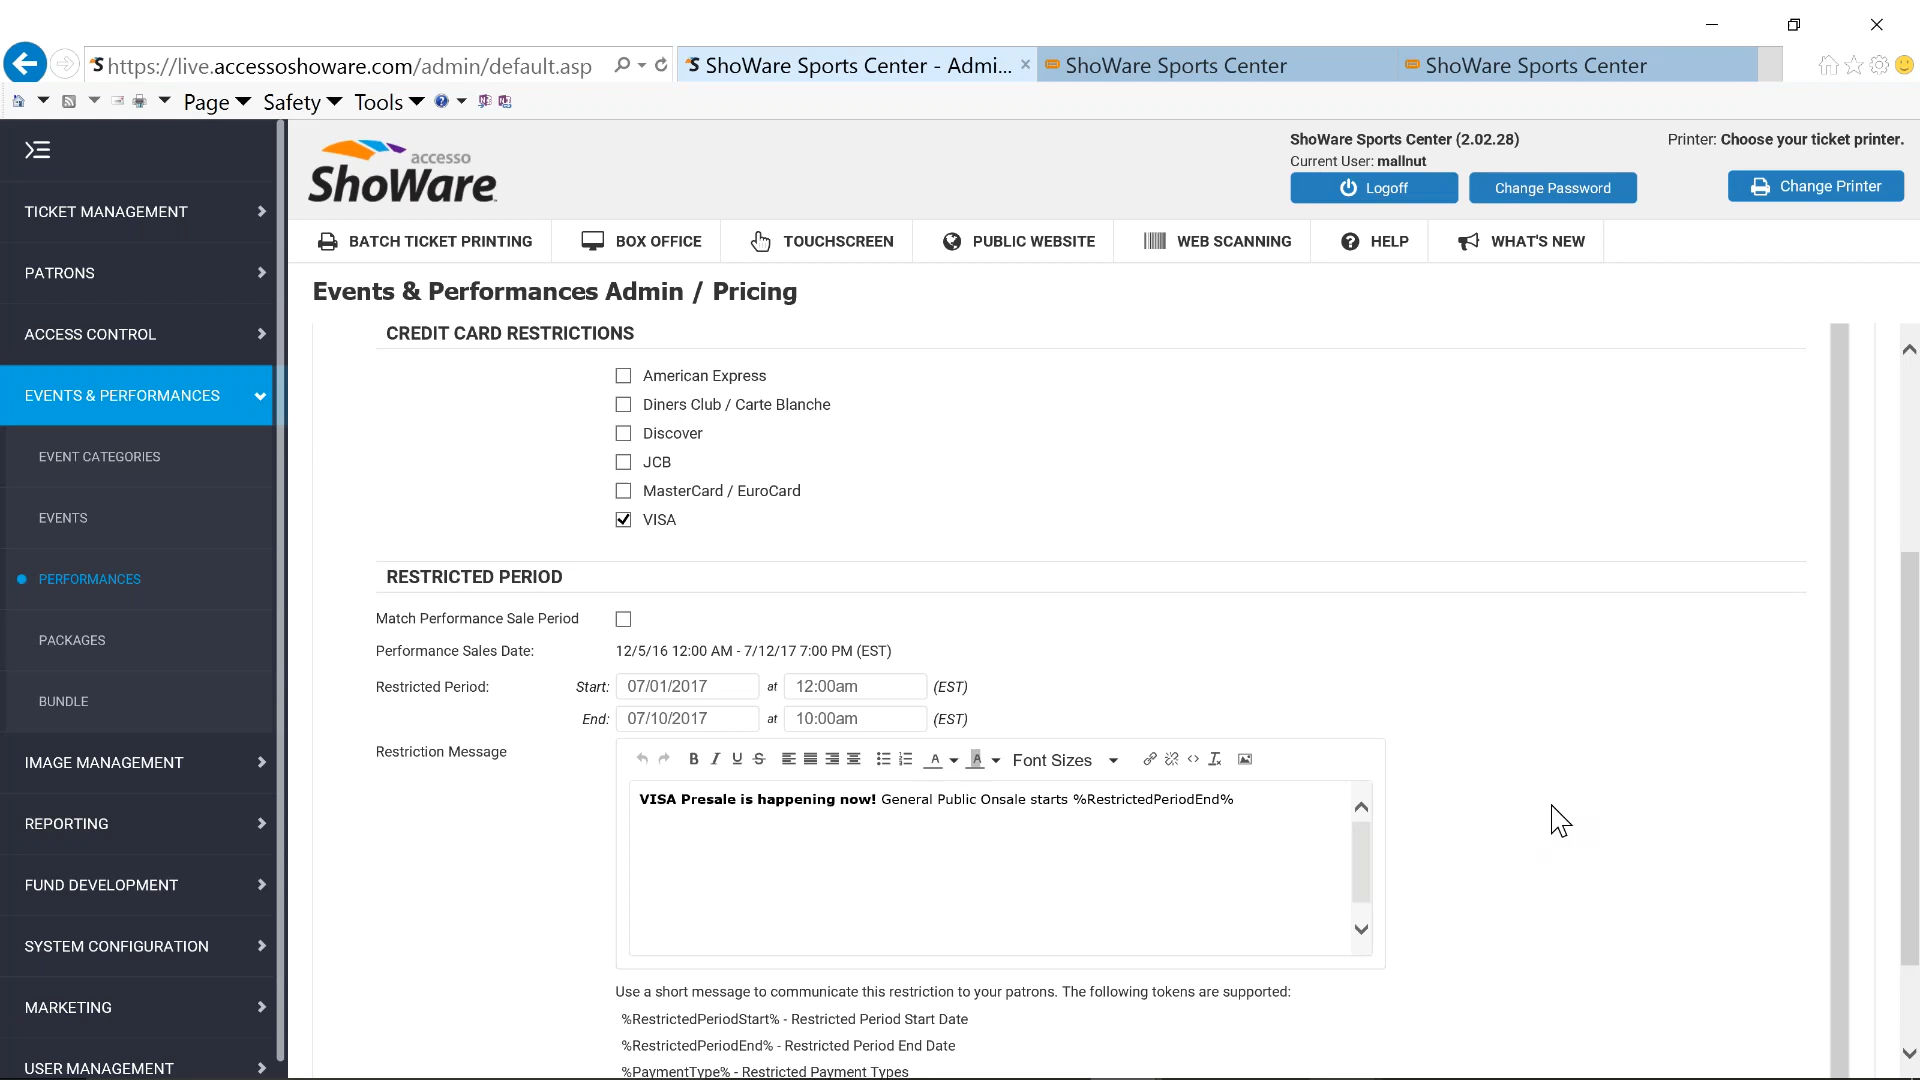 https://live.accessoshoware.com/admin/default.asp
ShoWare Sports Center - Admi...
ShoWare Sports Center
ShoWare Sports Center
Page
Safety
Tools
accesso
ShoWare
ShoWare Sports Center (2.02.28)
Current User: mallnut
Logoff
Change Password
Printer: Choose your ticket printer.
Change Printer
BATCH TICKET PRINTING
BOX OFFICE
TOUCHSCREEN
PUBLIC WEBSITE
WEB SCANNING
HELP
WHAT'S NEW
TICKET MANAGEMENT
PATRONS
ACCESS CONTROL
EVENTS & PERFORMANCES
EVENT CATEGORIES
EVENTS
PERFORMANCES
PACKAGES
BUNDLE
IMAGE MANAGEMENT
REPORTING
FUND DEVELOPMENT
SYSTEM CONFIGURATION
MARKETING
USER MANAGEMENT
Events & Performances Admin / Pricing
CREDIT CARD RESTRICTIONS
American Express
Diners Club / Carte Blanche
Discover
JCB
MasterCard / EuroCard
VISA
RESTRICTED PERIOD
Match Performance Sale Period
Performance Sales Date: 12/5/16 12:00 AM - 7/12/17 7:00 PM (EST)
Restricted Period: Start: 07/01/2017 at 12:00am (EST)
End: 07/10/2017 at 10:00am (EST)
Restriction Message
Font Sizes
VISA Presale is happening now! General Public Onsale starts %RestrictedPeriodEnd%
Use a short message to communicate this restriction to your patrons. The following tokens are supported:
%RestrictedPeriodStart% - Restricted Period Start Date
%RestrictedPeriodEnd% - Restricted Period End Date
%PaymentType% - Restricted Payment Types